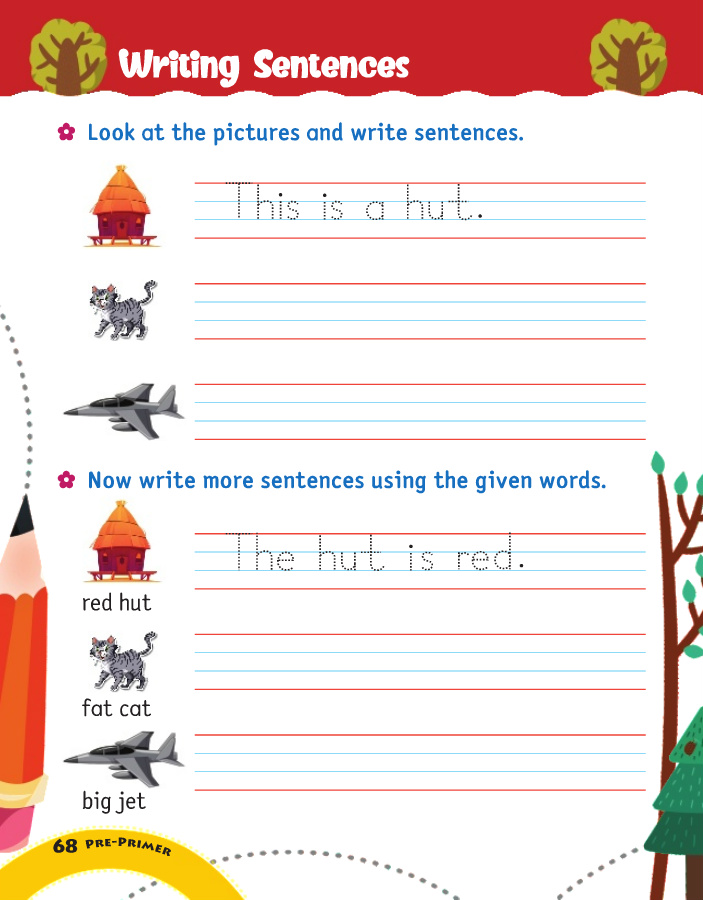 Writing Sentences
Look at the pictures and write sentences.
This is a hut.
Now write more sentences using the given words.
The hut is red.
red hut
fat cat
big jet
68 PRE-PRIMER